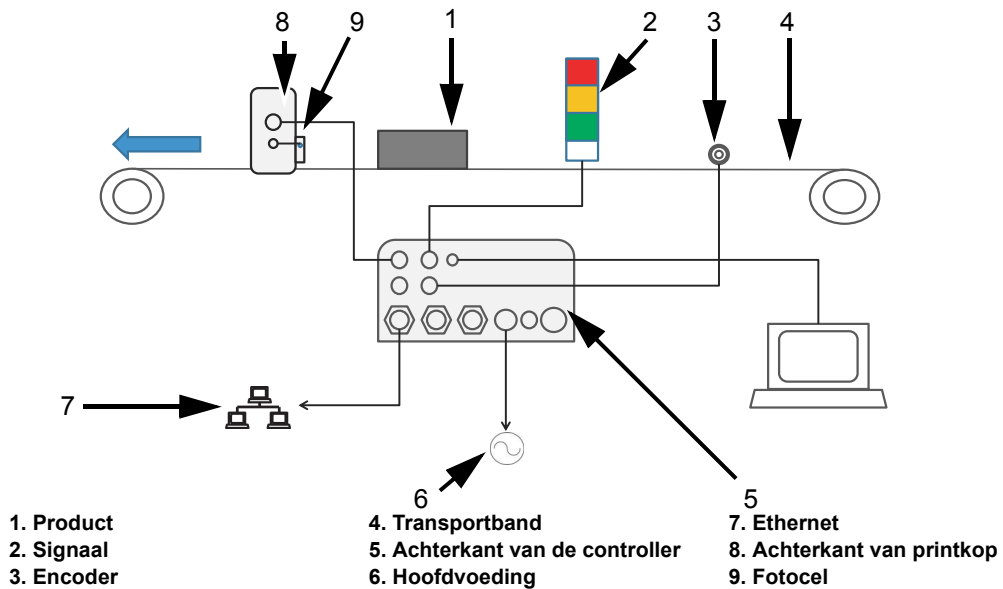 8 9 1 2 3 4
7
6 5
1. Product 4. Transportband 7. Ethernet
2. Signaal 5. Achterkant van de controller 8. Achterkant van printkop
3. Encoder 6. Hoofdvoeding 9. Fotocel